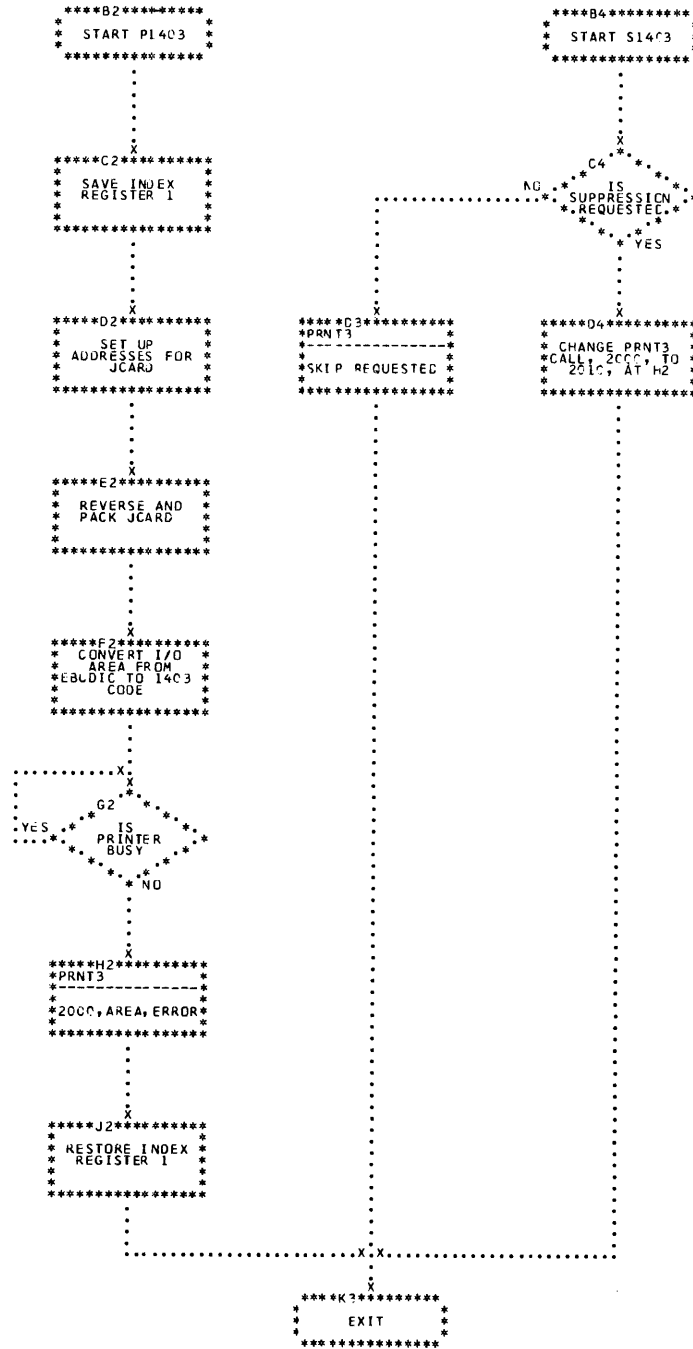 B2
START P1403
C2
SAVE INDEX
REGISTER 1
D2
SET UP
ADDRESSES FOR
JCARD
E2
REVERSE AND
PACK JCARD
F2
CONVERT I/O
AREA FROM
EBCDIC TO 1403
CODE
G2
YES
IS
PRINTER
BUSY
NO
H2
PRNT3
2000,AREA,ERROR
J2
RESTORE INDEX
REGISTER 1
B4
START S1403
C4
NO
IS
SUPPRESSION
REQUESTED
YES
D3
PRNT3
SKIP REQUESTED
D4
CHANGE PRNT3
CALL, 2000, TO
2010, AT H2
K3
EXIT